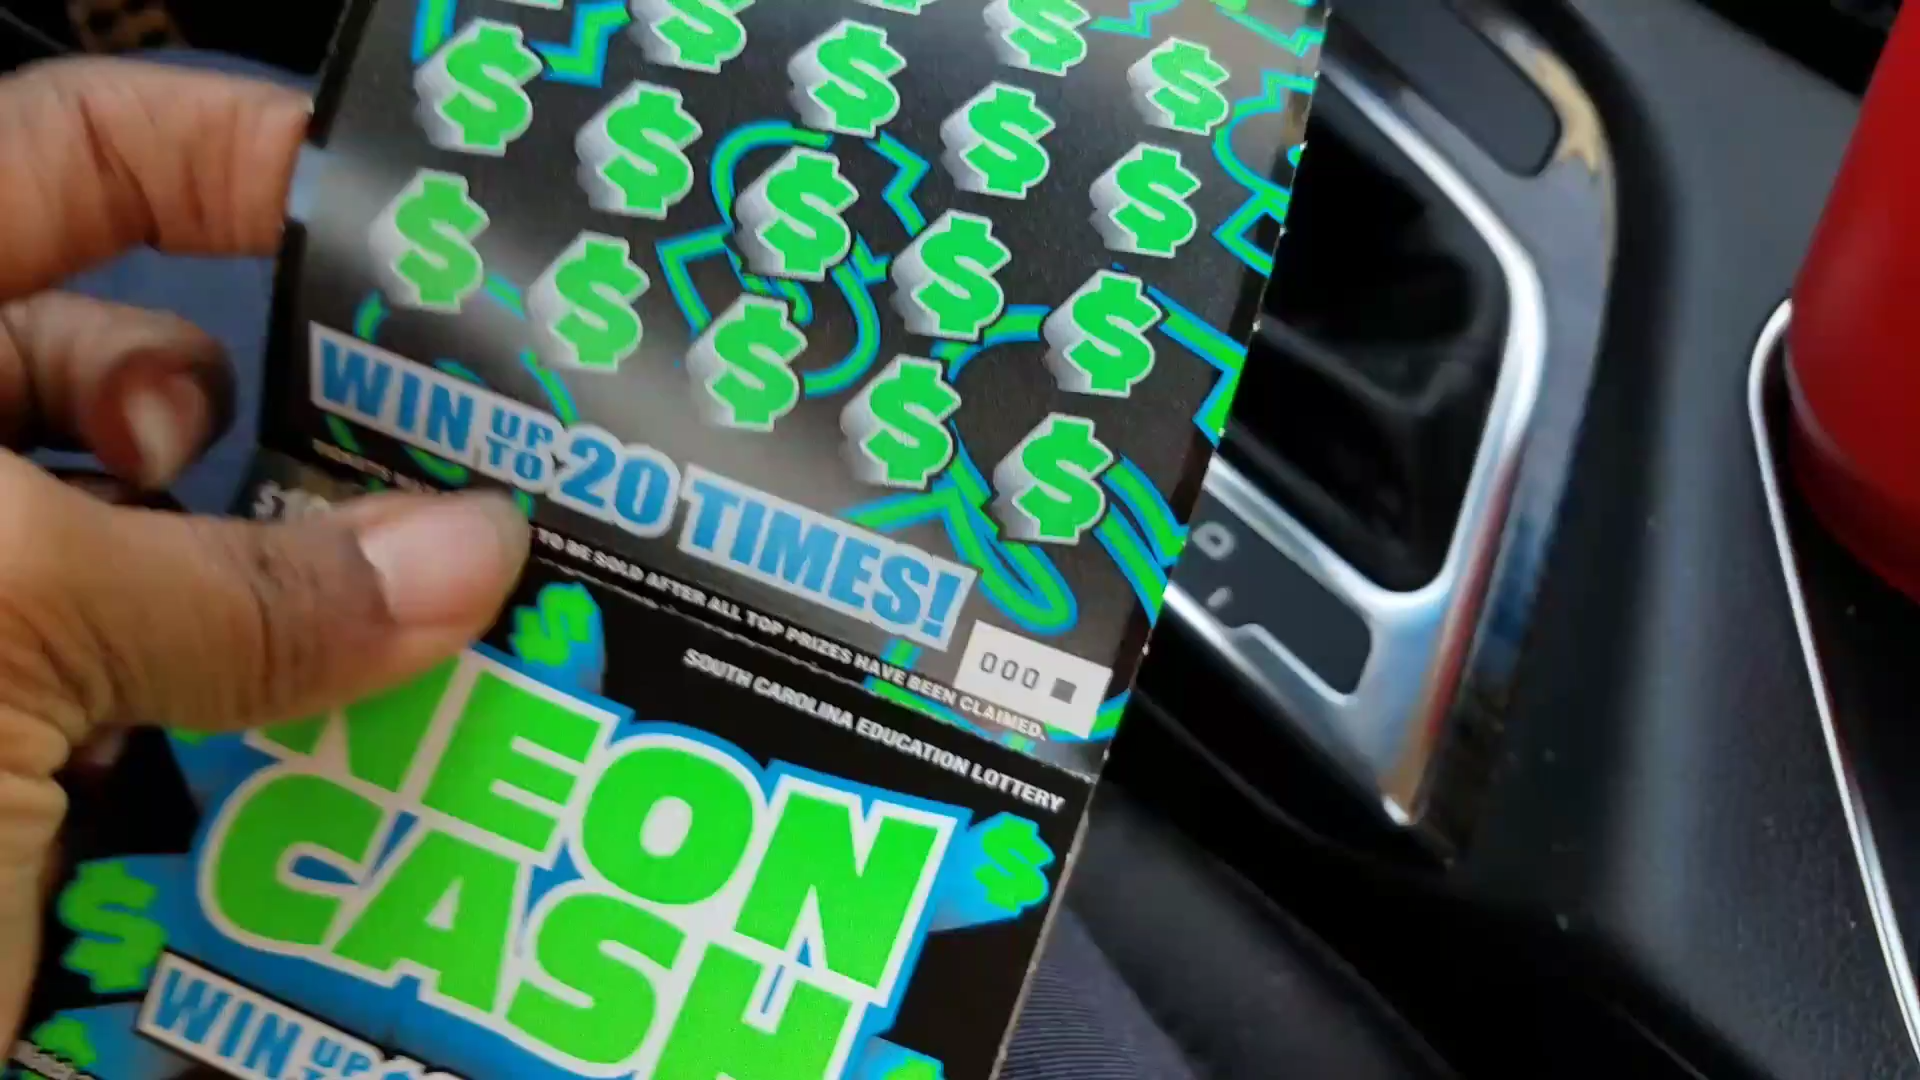 WIN UP TO 20 TIMES!
000
TO BE SOLD AFTER ALL TOP PRIZES HAVE BEEN CLAIMED.
SOUTH CAROLINA EDUCATION LOTTERY
NEON
CASH
WIN UP